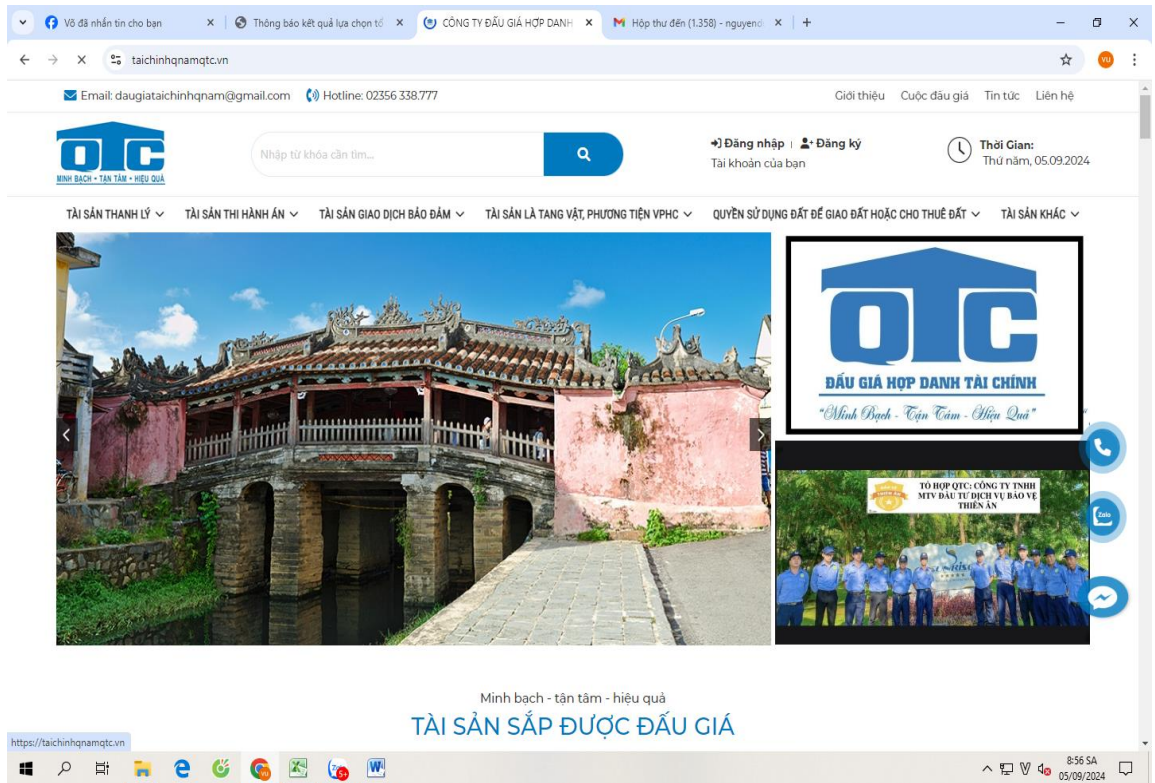 Võ đã nhắn tin cho bạn
Thông báo kết quả lựa chọn tổ
CÔNG TY ĐẤU GIÁ HỢP DANH
Hộp thư đến (1.358) - nguyend
taichinhqnamqtc.vn
VU
Email: daugiataichinhqnam@gmail.com Hotline: 02356 338.777
Giới thiệu Cuộc đấu giá Tin tức Liên hệ
QTC
MINH BẠCH - TẬN TÂM - HIỆU QUẢ
Nhập từ khóa cần tìm...
Đăng nhập | Đăng ký
Tài khoản của bạn
Thời Gian:
Thứ năm, 05.09.2024
TÀI SẢN THANH LÝ TÀI SẢN THI HÀNH ÁN TÀI SẢN GIAO DỊCH BẢO ĐẢM TÀI SẢN LÀ TANG VẬT, PHƯƠNG TIỆN VPHC QUYỀN SỬ DỤNG ĐẤT ĐỂ GIAO ĐẤT HOẶC CHO THUÊ ĐẤT TÀI SẢN KHÁC
QTC
ĐẤU GIÁ HỢP DANH TÀI CHÍNH
"Minh Bạch - Tận Tâm - Hiệu Quả"
TỔ HỢP QTC: CÔNG TY TNHH
MTV ĐẦU TƯ DỊCH VỤ BẢO VỆ
THIÊN ÂN
Zalo
Minh bạch - tận tâm - hiệu quả
TÀI SẢN SẮP ĐƯỢC ĐẤU GIÁ
https://taichinhqnamqtc.vn
8:56 SA
05/09/2024